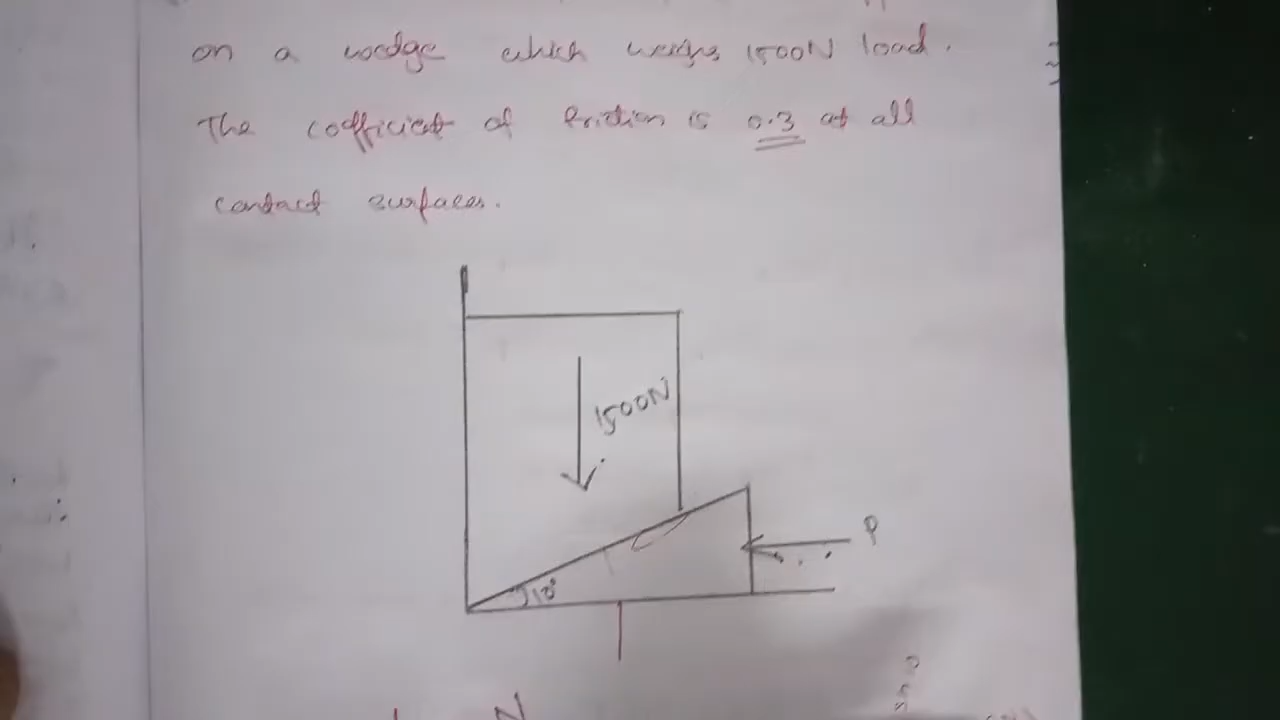 on a wedge which weighs 1500N load.
The coefficient of friction is 0.3 at all
contact surfaces.
1500N
P
10°
N